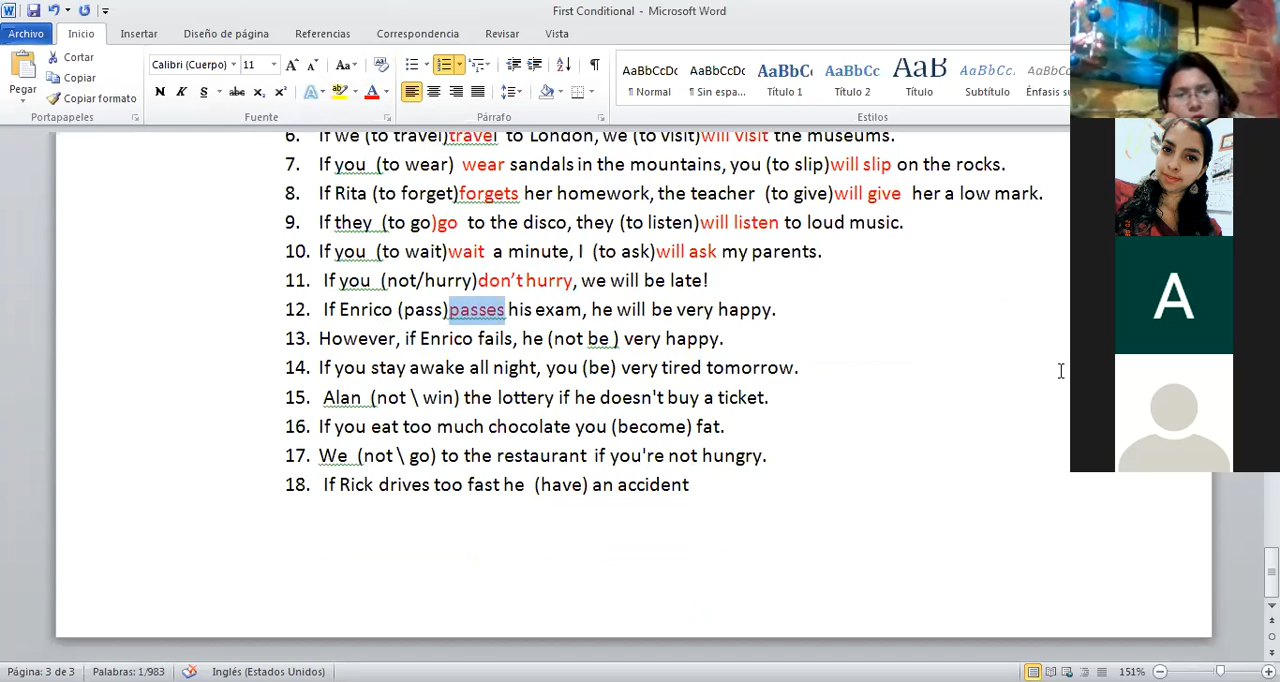 First Conditional - Microsoft Word
Archivo Inicio Insertar Diseño de página Referencias Correspondencia Revisar Vista
Cortar
Copiar
Copiar formato
Pegar
Portapapeles
Calibri (Cuerpo) 11
Fuente
Párrafo
AaBbCcDc AaBbCcDc AaBbC AaBbCc AaB AaBbCc. AaBbCcD
¶ Normal ¶ Sin espa... Título 1 Título 2 Título Subtítulo Énfasis su
Estilos
6. If we (to travel)travel to London, we (to visit)will visit the museums.
7. If you (to wear) wear sandals in the mountains, you (to slip)will slip on the rocks.
8. If Rita (to forget)forgets her homework, the teacher (to give)will give her a low mark.
9. If they (to go)go to the disco, they (to listen)will listen to loud music.
10. If you (to wait)wait a minute, I (to ask)will ask my parents.
11. If you (not/hurry)don't hurry, we will be late!
12. If Enrico (pass)passes his exam, he will be very happy.
13. However, if Enrico fails, he (not be ) very happy.
14. If you stay awake all night, you (be) very tired tomorrow.
15. Alan (not \ win) the lottery if he doesn't buy a ticket.
16. If you eat too much chocolate you (become) fat.
17. We (not \ go) to the restaurant if you're not hungry.
18. If Rick drives too fast he (have) an accident
A
Página: 3 de 3 Palabras: 1/983 Inglés (Estados Unidos) 151%